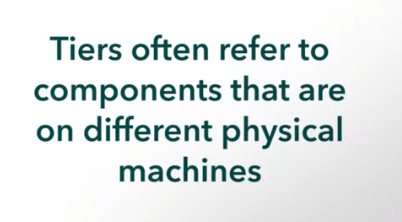 Tiers often refer to
components that are
on different physical
machines